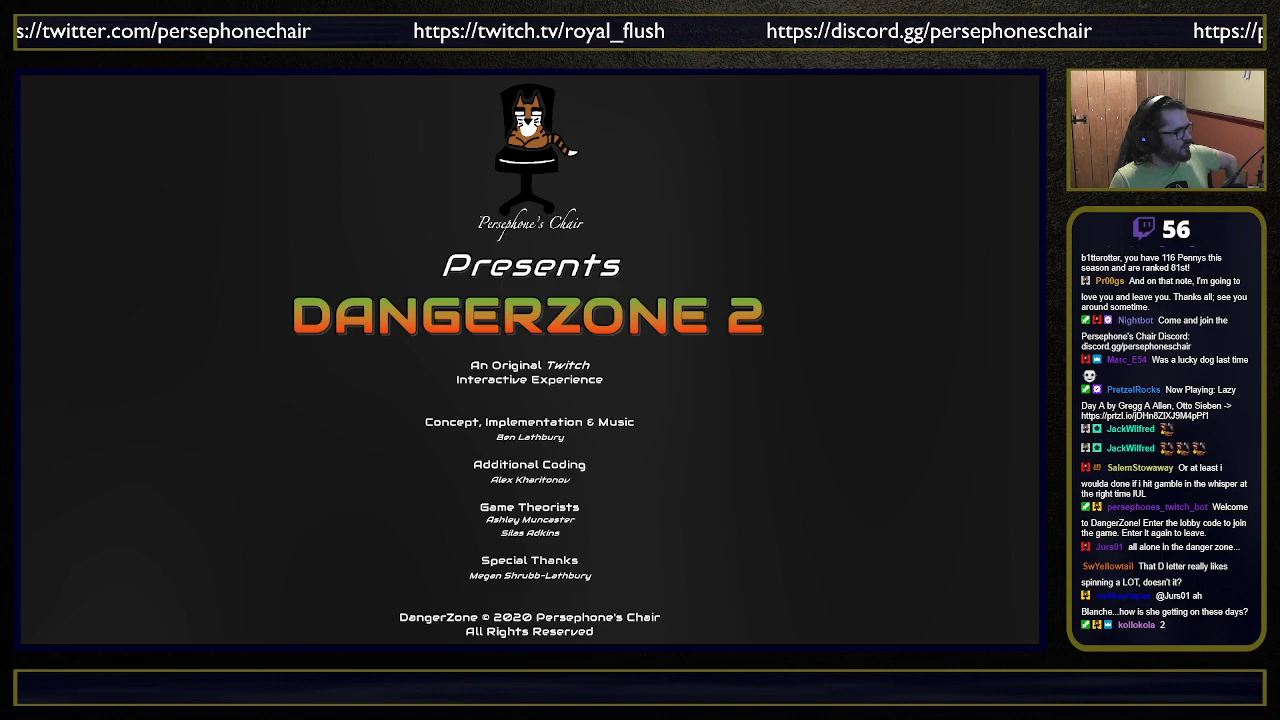 s://twitter.com/persephonechair
https://twitch.tv/royal_flush
https://discord.gg/persephoneschair
https://p
Persephone's Chair
Presents
DANGERZONE 2
An Original Twitch
Interactive Experience
Concept, Implementation & Music
Ben Lathbury
Additional Coding
Alex Kharitonov
Game Theorists
Ashley Muncaster
Silas Adkins
Special Thanks
Megan Shrubb-Lathbury
DangerZone © 2020 Persephone's Chair
All Rights Reserved
56
b1tterotter, you have 116 Pennys this
season and are ranked 81st!
Pr00gs And on that note, I'm going to
love you and leave you. Thanks all; see you
around sometime.
Nightbot Come and join the
Persephone's Chair Discord:
discord.gg/persephoneschair
Marc_E54 Was a lucky dog last time
PretzelRocks Now Playing: Lazy
Day A by Gregg A Allen, Otto Sieben ->
JackWilfred
JackWilfred
SalemStowaway Or at least i
woulda done if i hit gamble in the whisper at
the right time lUL
persephones_twitch_bot Welcome
to DangerZone! Enter the lobby code to join
the game. Enter it again to leave.
Jurs01 all alone in the danger zone...
SwYellowtail That D letter really likes
spinning a LOT, doesn't it?
@Jurs01 ah
Blanche...how is she getting on these days?
kollokola 2